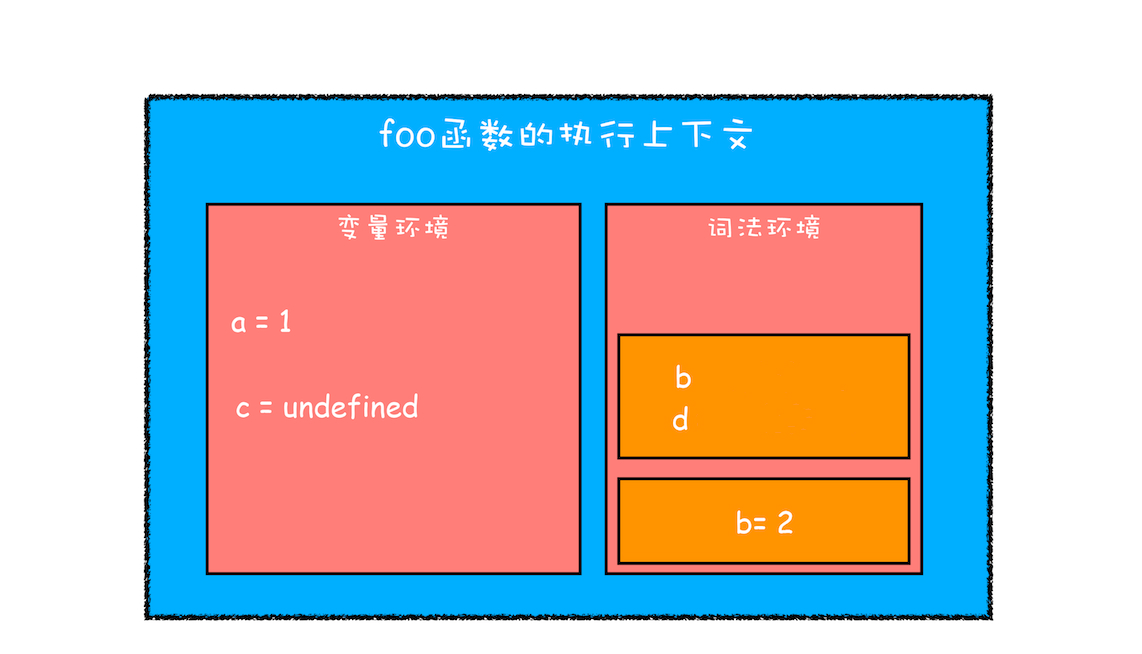 foo函数的执行上下文
变量环境
a = 1
c = undefined
词法环境
b
d
b= 2